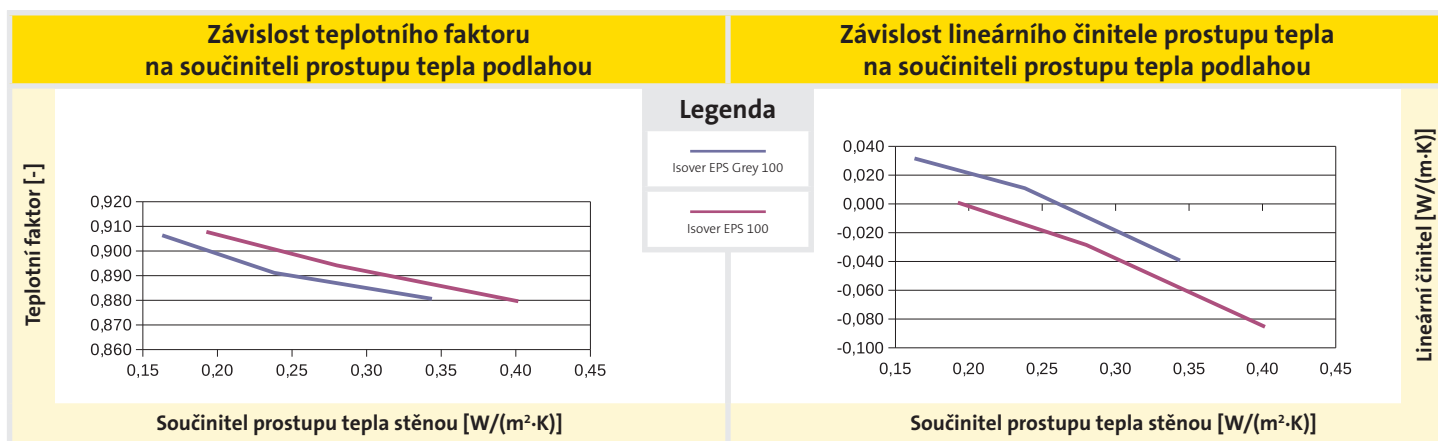 Závislost teplotního faktoru
na součiniteli prostupu tepla podlahou
Závislost lineárního činitele prostupu tepla
na součiniteli prostupu tepla podlahou
Legenda
Isover EPS Grey 100
Isover EPS 100
Teplotní faktor [-]
0,920
0,910
0,900
0,890
0,880
0,870
0,860
0,15 0,20 0,25 0,30 0,35 0,40 0,45
Součinitel prostupu tepla stěnou [W/(m²·K)]
0,040
0,020
0,000
-0,020
-0,040
-0,060
-0,080
-0,100
0,15 0,20 0,25 0,30 0,35 0,40 0,45
Součinitel prostupu tepla stěnou [W/(m²·K)]
Lineární činitel [W/(m·K)]